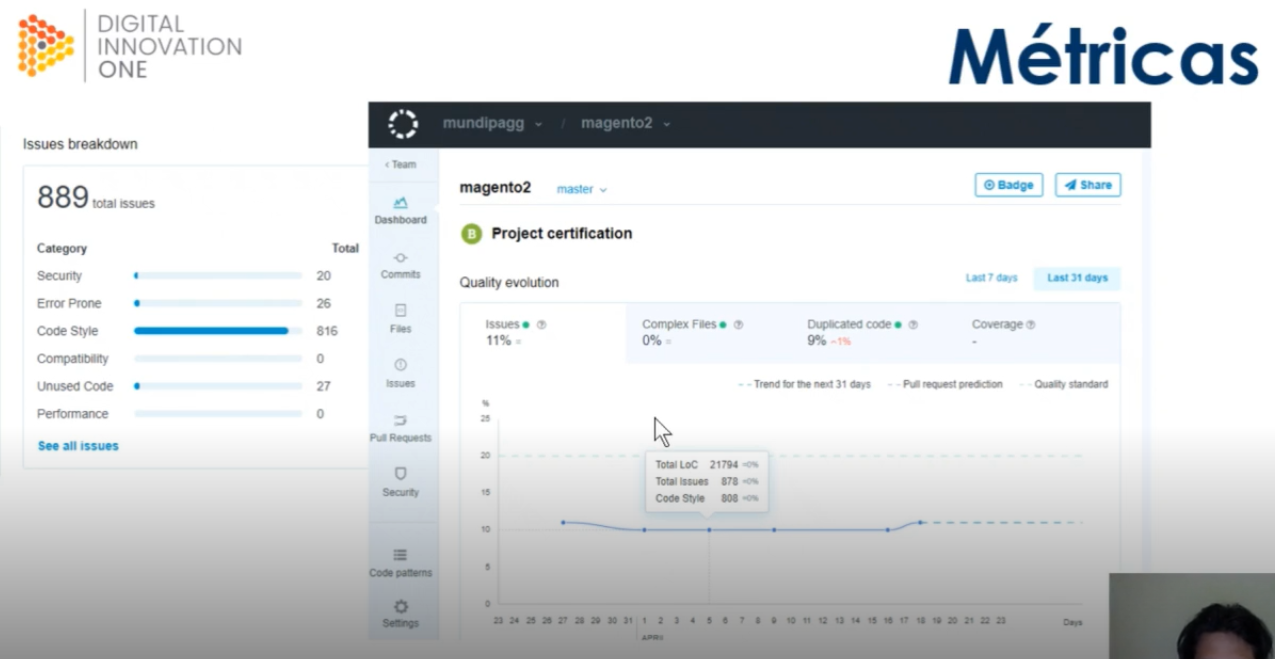 DIGITAL
INNOVATION
ONE
Métricas
Issues breakdown
889 total issues
Category Total
Security 20
Error Prone 26
Code Style 816
Compatibility 0
Unused Code 27
Performance 0
See all issues
mundipagg / magento2
< Team
Dashboard
Commits
Files
Issues
Pull Requests
Security
Code patterns
Settings
magento2 master
Badge Share
B Project certification
Quality evolution
Last 7 days Last 31 days
Issues Complex Files Duplicated code Coverage
11% = 0% = 9% -1% -
Trend for the next 31 days Pull request prediction Quality standard
%
25
20
15
10
5
0
Total LoC 21794 =0%
Total Issues 878 =0%
Code Style 808 =0%
23 24 25 26 27 28 29 30 31 1 2 3 4 5 6 7 8 9 10 11 12 13 14 15 16 17 18 19 20 21 22 23 Days
APRIL